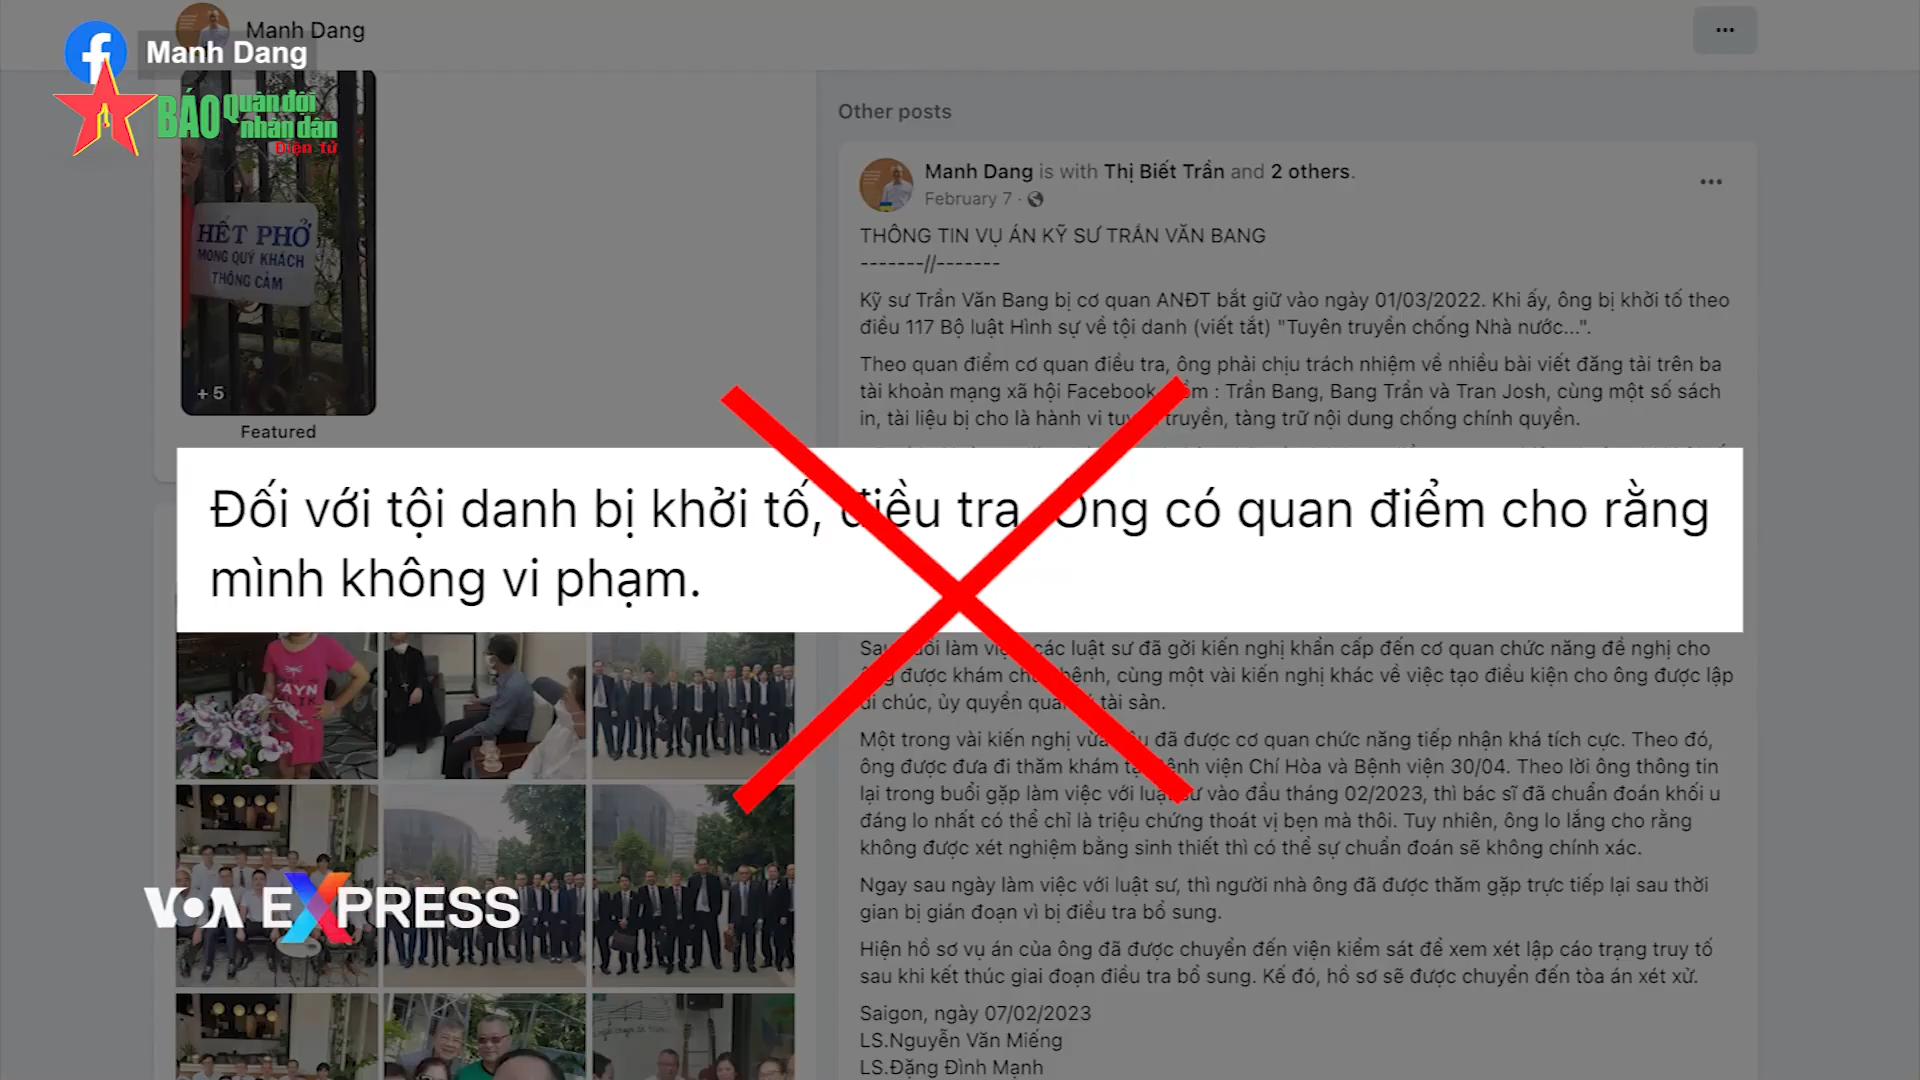 Manh Dang
Manh Dang
BÁO Quân đội
nhân dân
Điện tử
HẾT PHỞ
MONG QUÝ KHÁCH
THÔNG CẢM
+5
Featured
Other posts
Manh Dang is with Thị Biết Trần and 2 others.
February 7 ·
THÔNG TIN VỤ ÁN KỸ SƯ TRẦN VĂN BANG
-------//-------
Kỹ sư Trần Văn Bang bị cơ quan ANĐT bắt giữ vào ngày 01/03/2022. Khi ấy, ông bị khởi tố theo
điều 117 Bộ luật Hình sự về tội danh (viết tắt) "Tuyên truyền chống Nhà nước...".
Theo quan điểm cơ quan điều tra, ông phải chịu trách nhiệm về nhiều bài viết đăng tải trên ba
tài khoản mạng xã hội Facebook gồm : Trần Bang, Bang Trần và Tran Josh, cùng một số sách
in, tài liệu bị cho là hành vi tuyên truyền, tàng trữ nội dung chống chính quyền.
Đối với tội danh bị khởi tố, điều tra, Ông có quan điểm cho rằng
mình không vi phạm.
Sau buổi làm việc, các luật sư đã gởi kiến nghị khẩn cấp đến cơ quan chức năng đề nghị cho
ông được khám chữa bệnh, cùng một vài kiến nghị khác về việc tạo điều kiện cho ông được lập
di chúc, ủy quyền quản lý tài sản.
Một trong vài kiến nghị vừa nêu đã được cơ quan chức năng tiếp nhận khá tích cực. Theo đó,
ông được đưa đi thăm khám tại Bệnh viện Chí Hòa và Bệnh viện 30/04. Theo lời ông thông tin
lại trong buổi gặp làm việc với luật sư vào đầu tháng 02/2023, thì bác sĩ đã chuẩn đoán khối u
đáng lo nhất có thể chỉ là triệu chứng thoát vị bẹn mà thôi. Tuy nhiên, ông lo lắng cho rằng
không được xét nghiệm bằng sinh thiết thì có thể sự chuẩn đoán sẽ không chính xác.
Ngay sau ngày làm việc với luật sư, thì người nhà ông đã được thăm gặp trực tiếp lại sau thời
gian bị gián đoạn vì bị điều tra bổ sung.
Hiện hồ sơ vụ án của ông đã được chuyển đến viện kiểm sát để xem xét lập cáo trạng truy tố
sau khi kết thúc giai đoạn điều tra bổ sung. Kế đó, hồ sơ sẽ được chuyển đến tòa án xét xử.
Saigon, ngày 07/02/2023
LS.Nguyễn Văn Miếng
LS.Đặng Đình Mạnh
VOA EXPRESS